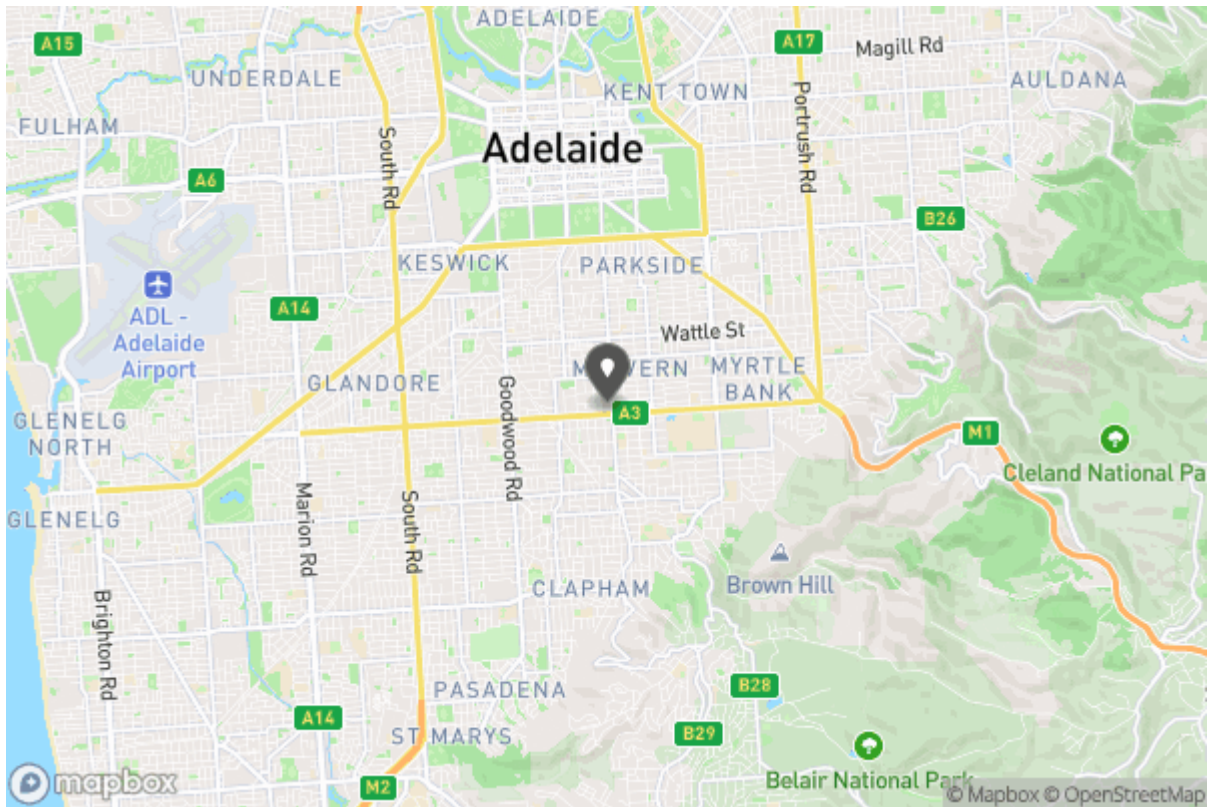 A15
ADELAIDE
A17
Magill Rd
UNDERDALE
KENT TOWN
AULDANA
FULHAM
South Rd
Adelaide
Portrush Rd
A6
B26
KESWICK
PARKSIDE
ADL -
Adelaide
Airport
A14
Wattle St
GLANDORE
MYRTLE
BANK
Goodwood Rd
A3
GLENELG
NORTH
M1
Cleland National Pa
GLENELG
Marion Rd
South Rd
Brown Hill
CLAPHAM
Brighton Rd
PASADENA
B28
A14
ST MARYS
B29
M2
Belair National Park
mapbox
© Mapbox © OpenStreetMap